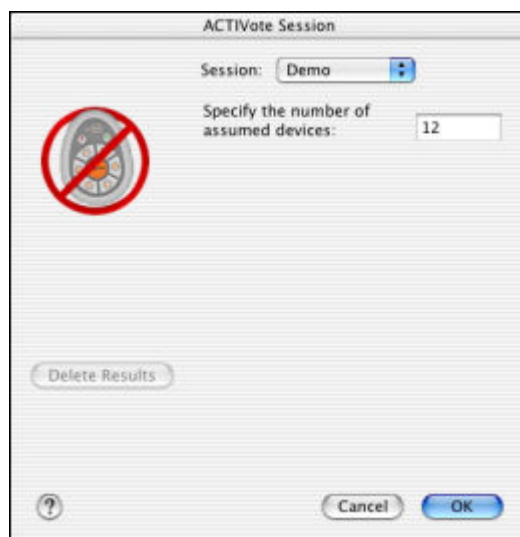 ACTIVote Session
Session: Demo
Specify the number of
assumed devices: 12
Delete Results
? Cancel OK